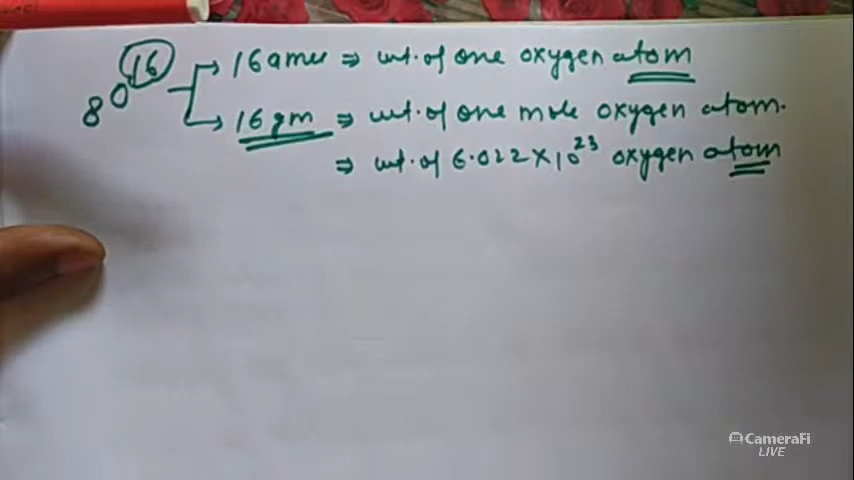 ₈O¹⁶ → 16 amu ⇒ wt. of one oxygen atom
→ 16 gm ⇒ wt. of one mole oxygen atom.
⇒ wt. of 6.022 × 10²³ oxygen atom
CameraFi
LIVE